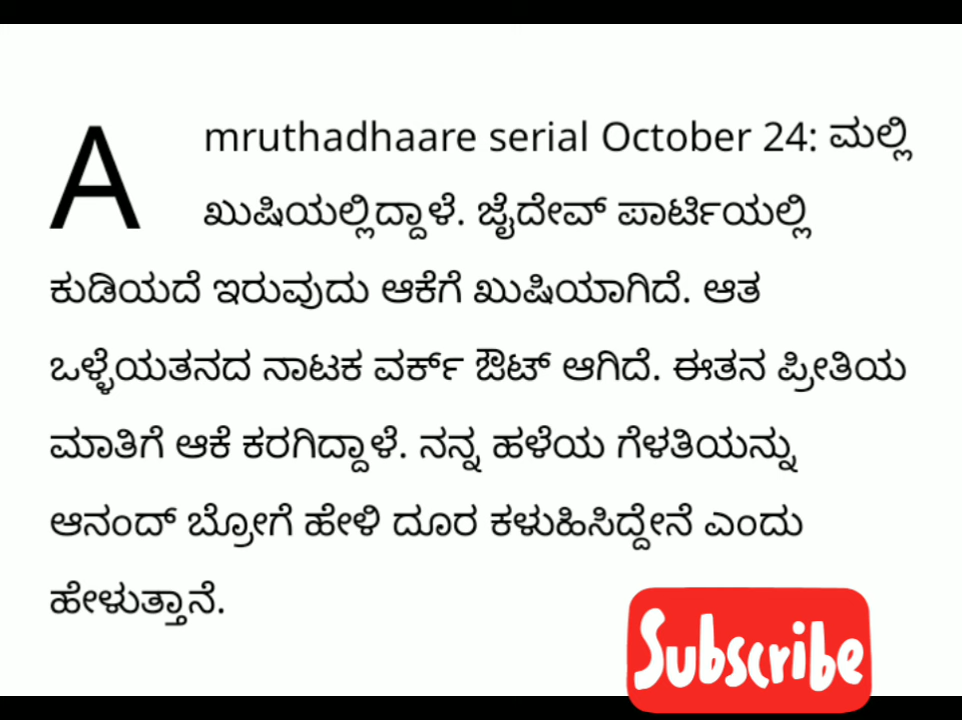 Amruthadhaare serial October 24: ಮಲ್ಲಿ
ಖುಷಿಯಲ್ಲಿದ್ದಾಳೆ. ಜೈದೇವ್ ಪಾರ್ಟಿಯಲ್ಲಿ
ಕುಡಿಯದೆ ಇರುವುದು ಆಕೆಗೆ ಖುಷಿಯಾಗಿದೆ. ಆತ
ಒಳ್ಳೆಯತನದ ನಾಟಕ ವರ್ಕ್ ಔಟ್ ಆಗಿದೆ. ಈತನ ಪ್ರೀತಿಯ
ಮಾತಿಗೆ ಆಕೆ ಕರಗಿದ್ದಾಳೆ. ನನ್ನ ಹಳೆಯ ಗೆಳತಿಯನ್ನು
ಆನಂದ್ ಬ್ರೋಗೆ ಹೇಳಿ ದೂರ ಕಳುಹಿಸಿದ್ದೇನೆ ಎಂದು
ಹೇಳುತ್ತಾನೆ.
Subscribe